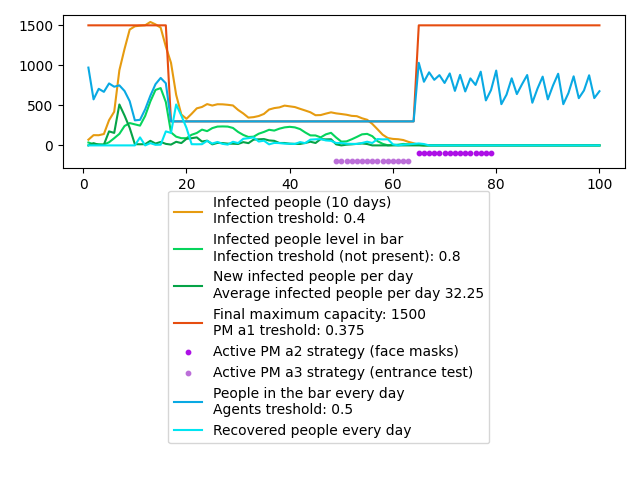 1500
1000
500
0
0
20
40
60
80
100
Infected people (10 days)
Infection treshold: 0.4
Infected people level in bar
Infection treshold (not present): 0.8
New infected people per day
Average infected people per day 32.25
Final maximum capacity: 1500
PM a1 treshold: 0.375
Active PM a2 strategy (face masks)
Active PM a3 strategy (entrance test)
People in the bar every day
Agents treshold: 0.5
Recovered people every day